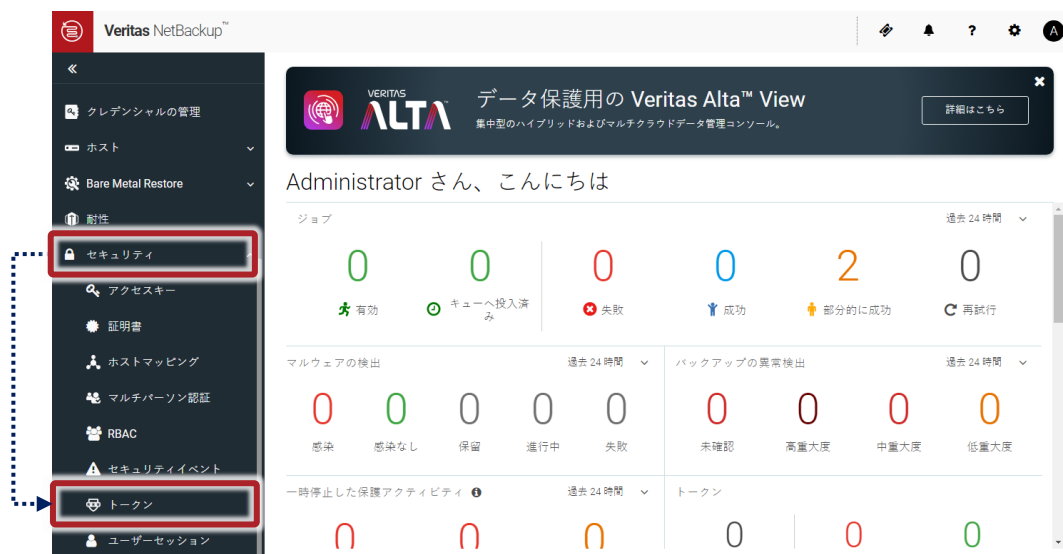 Veritas NetBackup™
A
クレデンシャルの管理
ホスト
Bare Metal Restore
耐性
セキュリティ
アクセスキー
証明書
ホストマッピング
マルチパーソン認証
RBAC
セキュリティイベント
トークン
ユーザーセッション
VERITAS
ALTA™
データ保護用の Veritas Alta™ View
集中型のハイブリッドおよびマルチクラウドデータ管理コンソール。
詳細はこちら
Administrator さん、こんにちは
ジョブ
過去 24 時間
0 0 0 0 2 0
有効
キューへ投入済み
失敗
成功
部分的に成功
再試行
マルウェアの検出
過去 24 時間
0 0 0 0 0
感染 感染なし 保留 進行中 失敗
バックアップの異常検出
過去 24 時間
0 0 0 0
未確認 高重大度 中重大度 低重大度
一時停止した保護アクティビティ
過去 24 時間
0 0 0
トークン
0 0 0